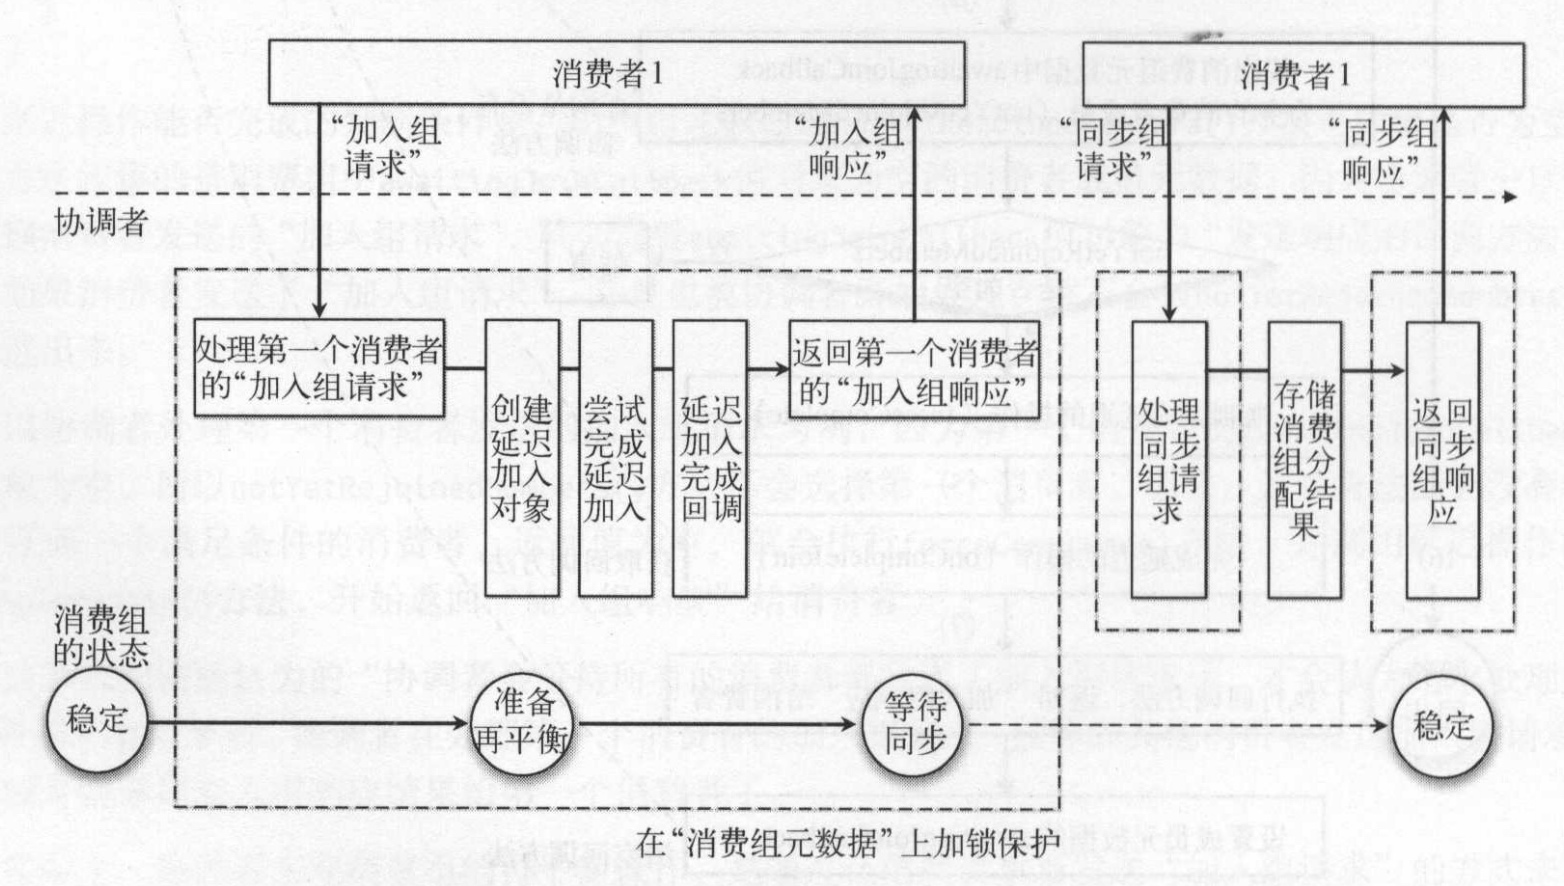 消费者1
消费者1
“加入组
请求”
“加入组
响应”
“同步组
请求”
“同步组
响应”
协调者
处理第一个消费者
的“加入组请求”
创建
延迟
加入
对象
尝试
完成
延迟
加入
延迟
加入
完成
回调
返回第一个消费者
的“加入组响应”
处理
同步
组请
求
存储
消费
组分
配结
果
返回
同步
组响
应
消费组
的状态
稳定
准备
再平衡
等待
同步
稳定
在“消费组元数据”上加锁保护